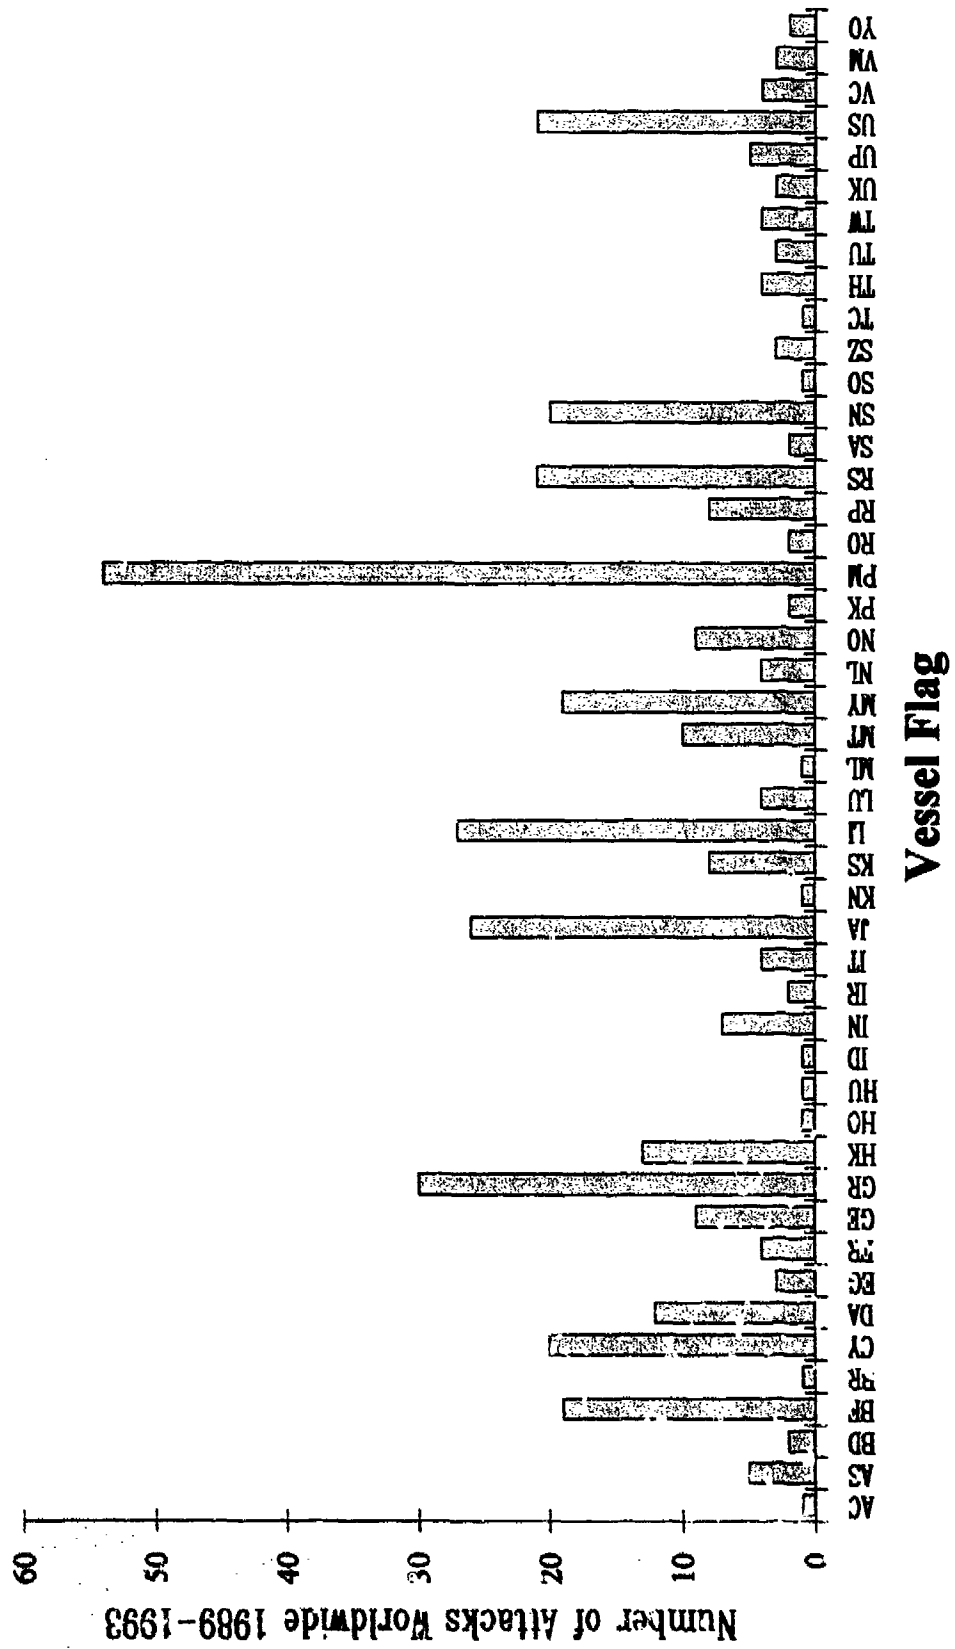 Number of Attacks Worldwide 1989-1993
60
50
40
30
20
10
0
AC
AS
BD
BF
BR
CY
DA
EG
FR
GE
GR
HK
HO
HU
ID
IN
IR
IT
JA
KN
KS
LI
LU
ML
MT
MY
NL
NO
PK
PM
RO
RP
RS
SA
SN
SO
SZ
TC
TH
TU
TW
UK
UP
US
VC
VM
YO
Vessel Flag